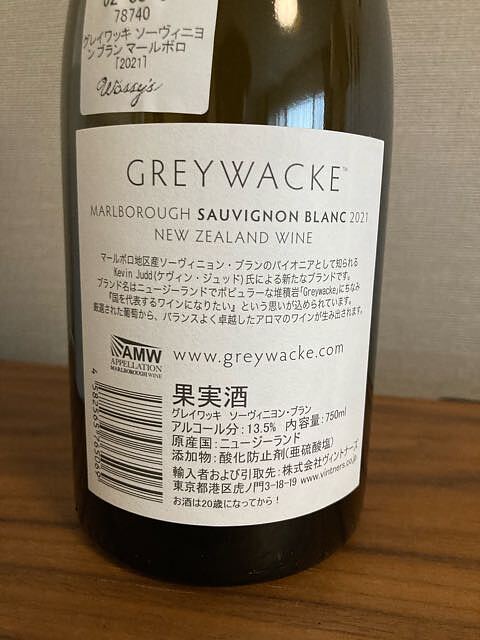 78740
グレイワッキ ソーヴィニヨ
ン ブラン マールボロ
[2021]
Wassy's
GREYWACKE™
MARLBOROUGH SAUVIGNON BLANC 2021
NEW ZEALAND WINE
マールボロ地区産ソーヴィニョン・ブランのパイオニアとして知られる
Kevin Judd(ケヴィン・ジュッド)氏による新たなブランドです。
ブランド名はニュージーランドでポピュラーな堆積岩「Greywacke」にちなみ
『国を代表するワインになりたい』という思いが込められています。
厳選された葡萄から、バランスよく卓越したアロマのワインが生み出されます。
AMW
APPELLATION
MARLBOROUGH WINE
www.greywacke.com
果実酒
グレイワッキ ソーヴィニヨン・ブラン
アルコール分:13.5% 内容量:750ml
原産国:ニュージーランド
添加物:酸化防止剤(亜硫酸塩)
輸入者および引取先:株式会社ヴィントナーズ
東京都港区虎ノ門3-18-19 www.vintners.co.jp
お酒は20歳になってから!